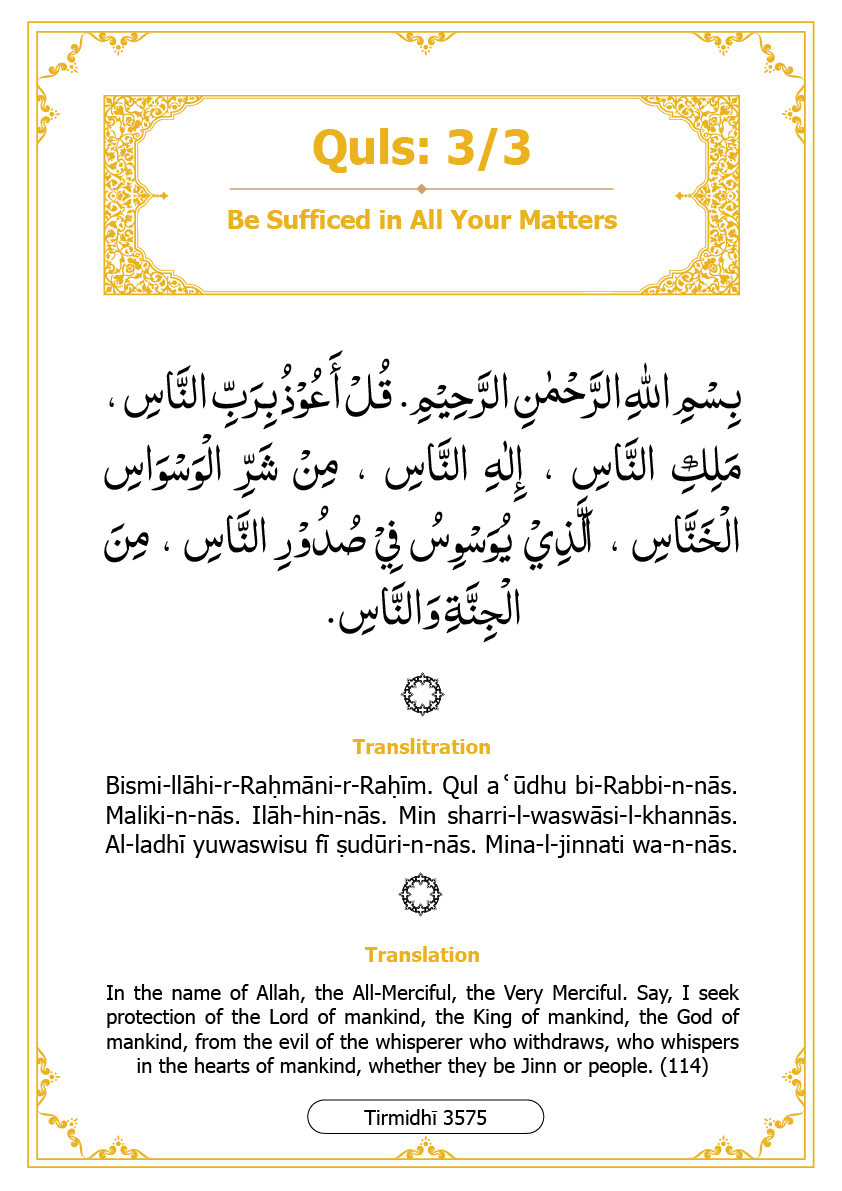 Quls: 3/3
Be Sufficed in All Your Matters
بِسْمِ اللهِ الرَّحْمٰنِ الرَّحِيْمِ. قُلْ أَعُوْذُ بِرَبِّ النَّاسِ ،
مَلِكِ النَّاسِ ، إِلٰهِ النَّاسِ ، مِنْ شَرِّ الْوَسْوَاسِ
الْخَنَّاسِ ، اَلَّذِيْ يُوَسْوِسُ فِيْ صُدُوْرِ النَّاسِ ، مِنَ
الْجِنَّةِ وَالنَّاسِ.
Translitration
Bismi-llāhi-r-Raḥmāni-r-Raḥīm. Qul aʿūdhu bi-Rabbi-n-nās.
Maliki-n-nās. Ilāh-hin-nās. Min sharri-l-waswāsi-l-khannās.
Al-ladhī yuwaswisu fī ṣudūri-n-nās. Mina-l-jinnati wa-n-nās.
Translation
In the name of Allah, the All-Merciful, the Very Merciful. Say, I seek
protection of the Lord of mankind, the King of mankind, the God of
mankind, from the evil of the whisperer who withdraws, who whispers
in the hearts of mankind, whether they be Jinn or people. (114)
Tirmidhī 3575